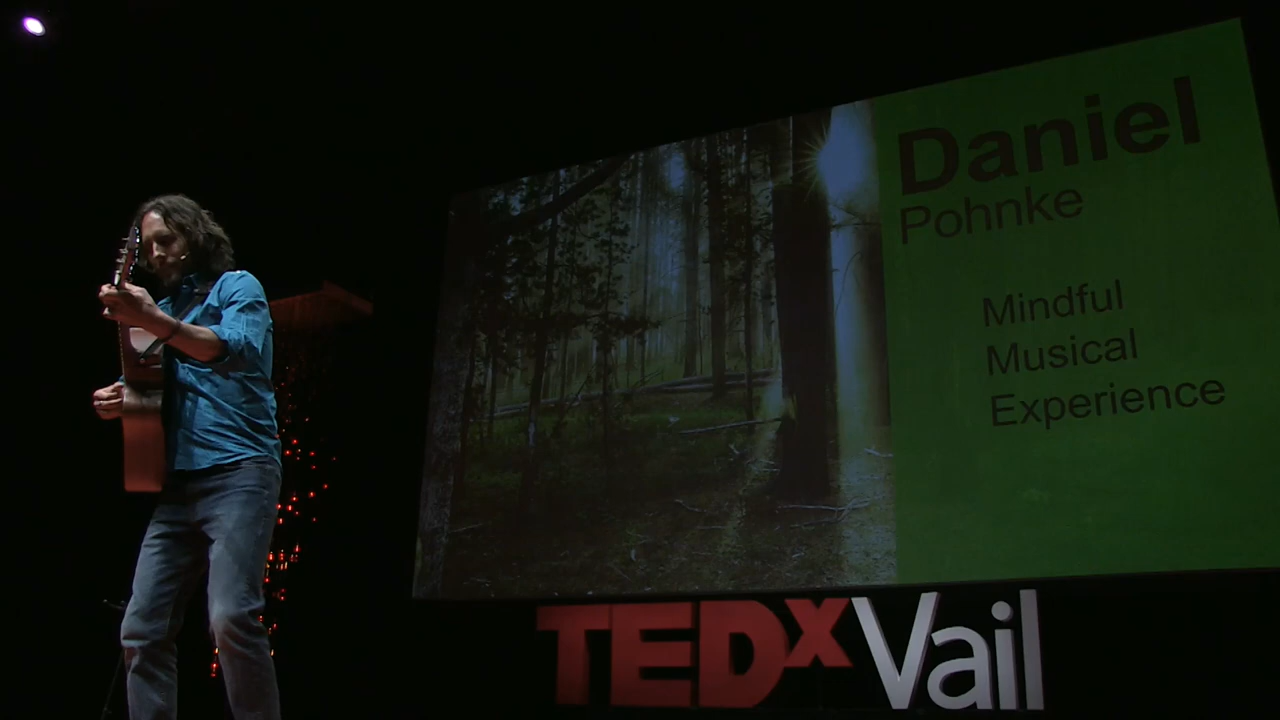 Daniel
Pohnke
Mindful
Musical
Experience
TEDxVail